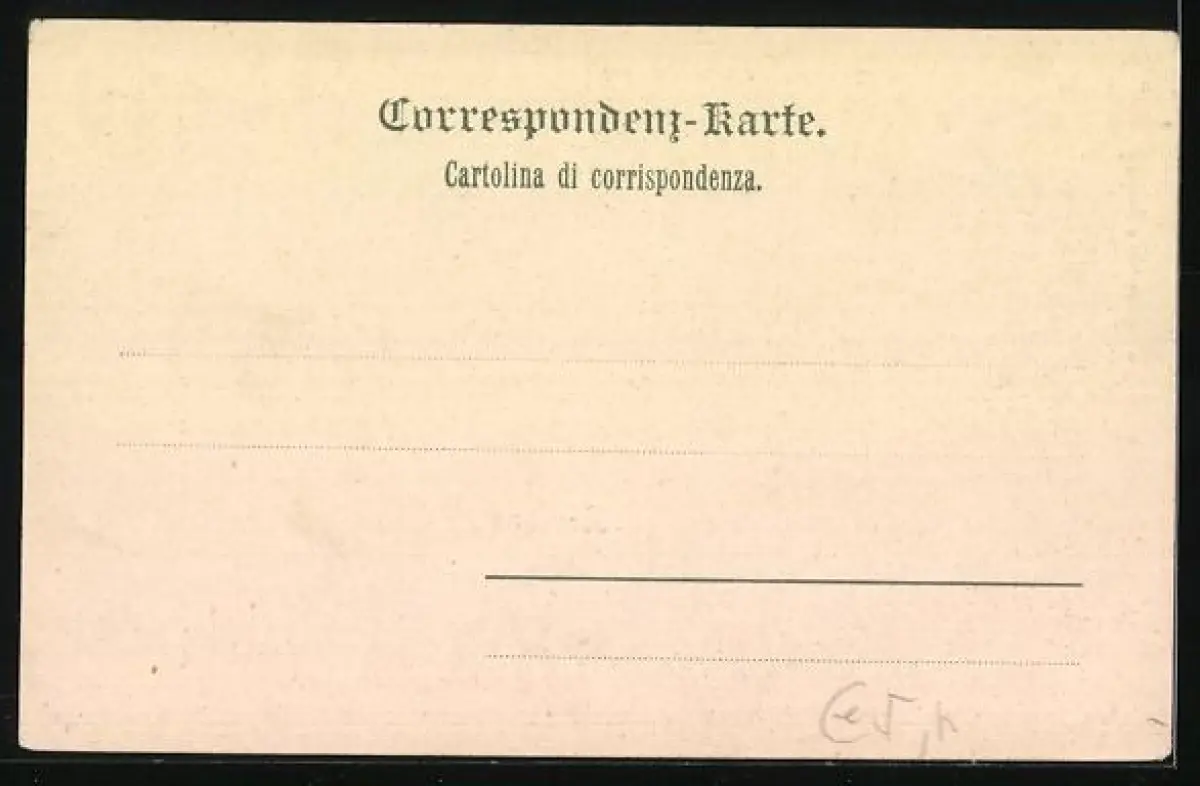 Correspondenz-Karte.
Cartolina di corrispondenza.